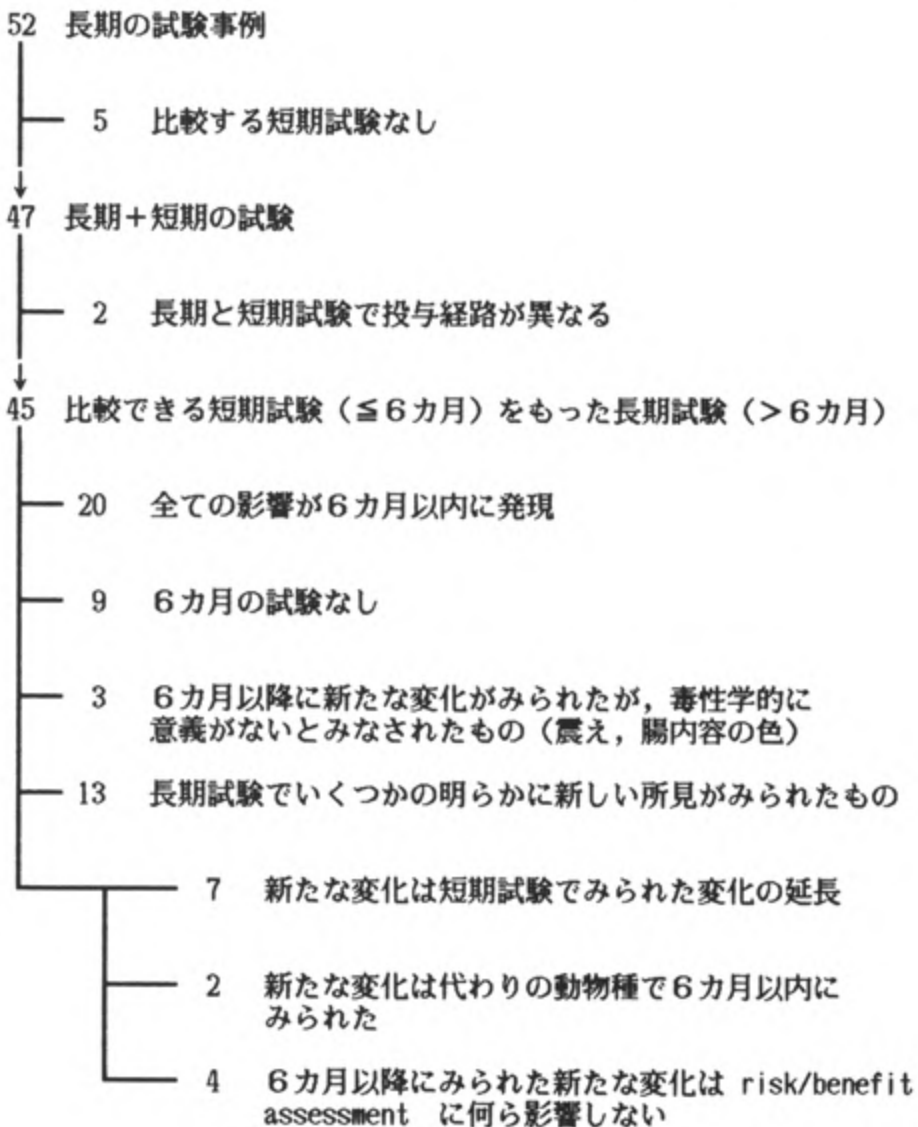 52 長期の試験事例
5 比較する短期試験なし
47 長期+短期の試験
2 長期と短期試験で投与経路が異なる
45 比較できる短期試験(≦6カ月)をもった長期試験(>6カ月)
20 全ての影響が6カ月以内に発現
9 6カ月の試験なし
3 6カ月以降に新たな変化がみられたが,毒性学的に
意義がないとみなされたもの(震え,腸内容の色)
13 長期試験でいくつかの明らかに新しい所見がみられたもの
7 新たな変化は短期試験でみられた変化の延長
2 新たな変化は代わりの動物種で6カ月以内に
みられた
4 6カ月以降にみられた新たな変化は risk/benefit
assessment に何ら影響しない